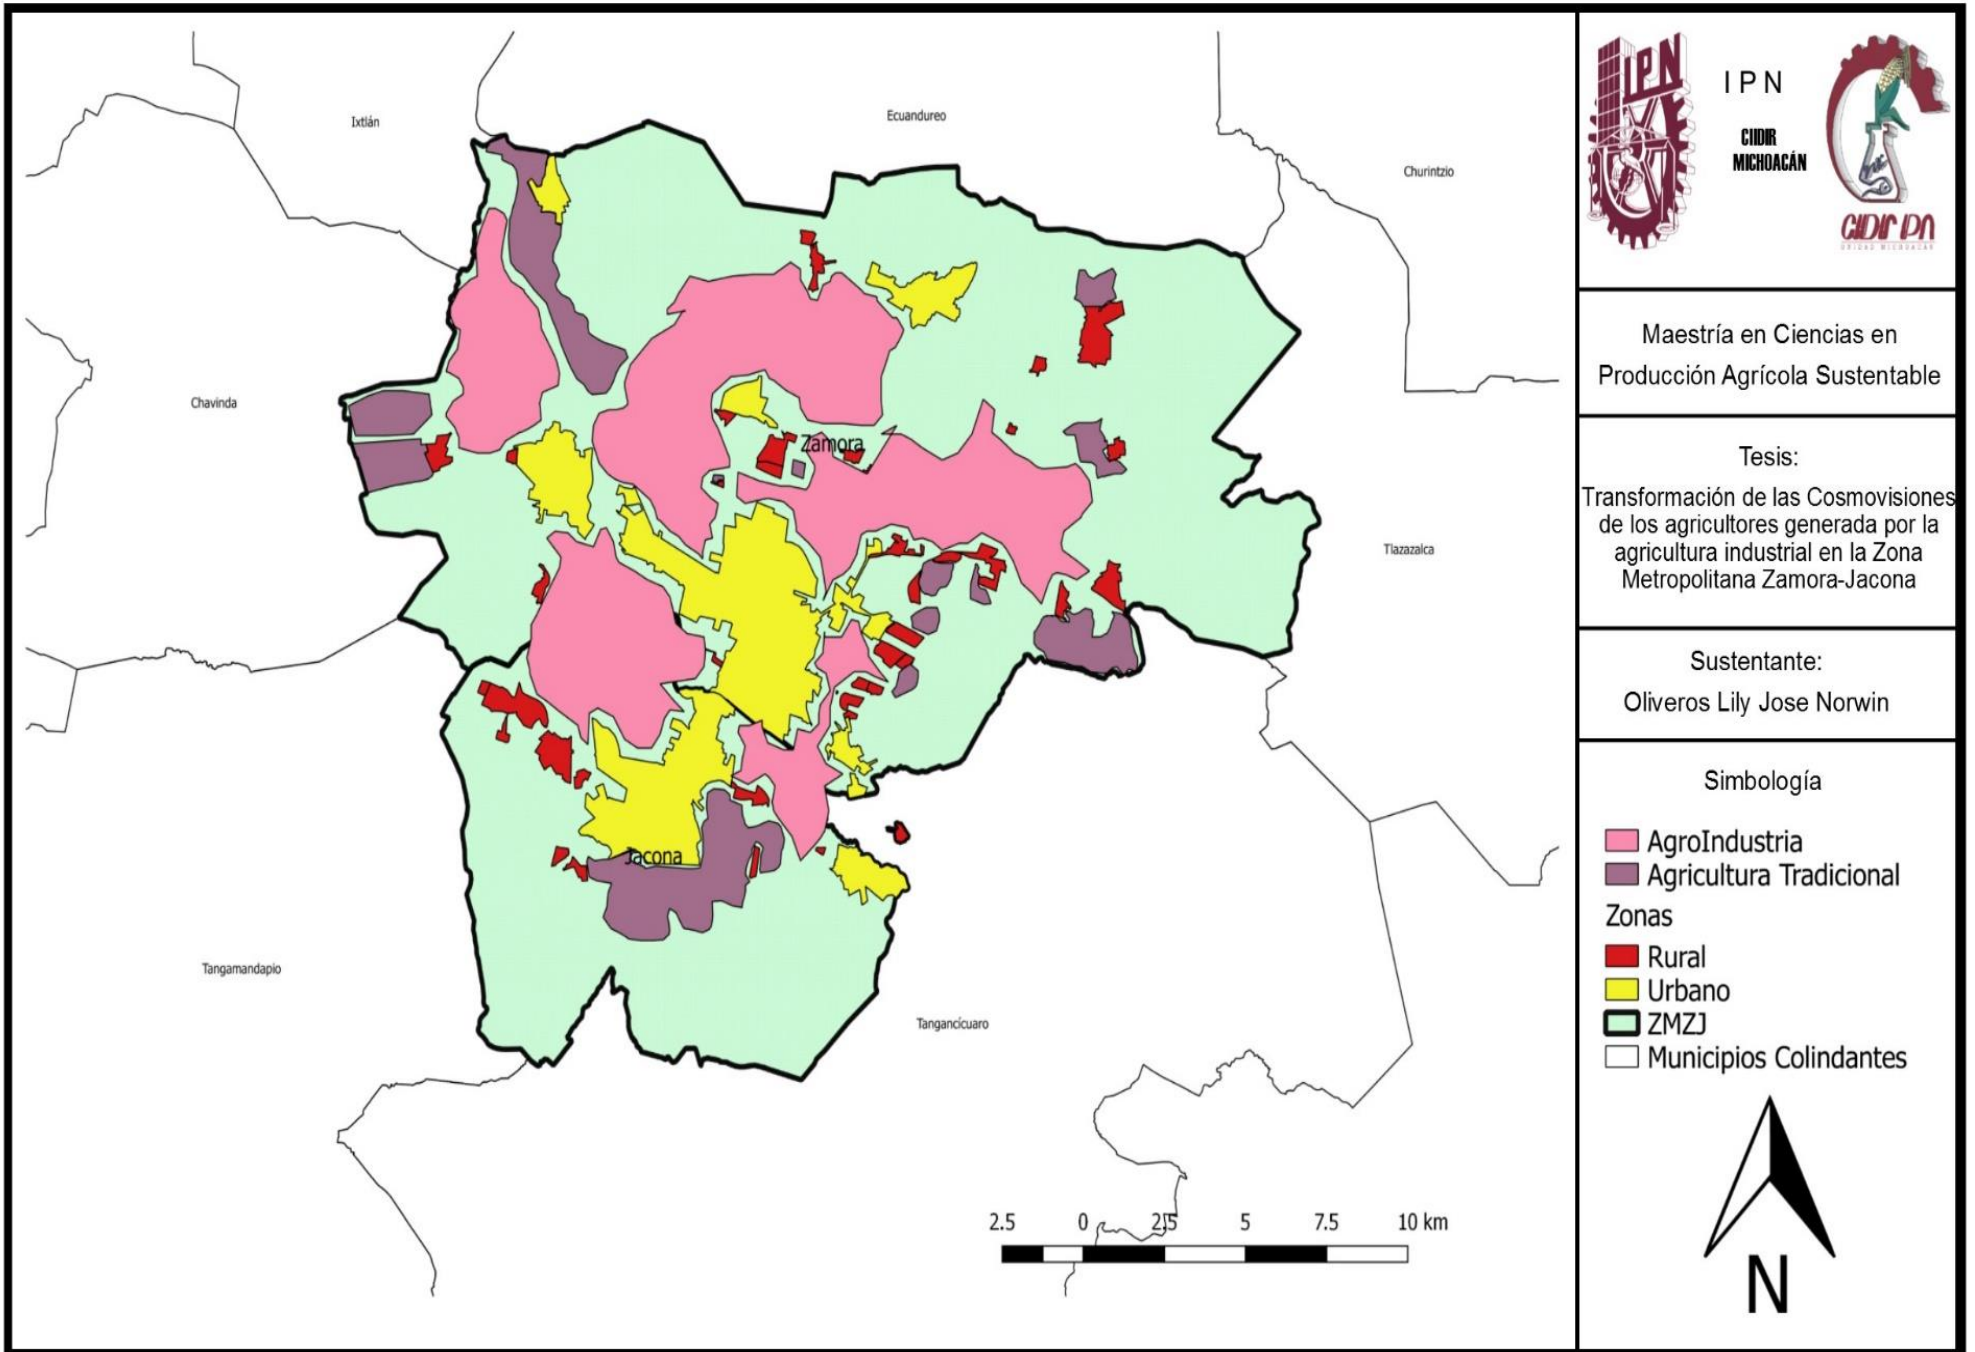 Ixtlán
Ecuandureo
Churintzio
Chavinda
Zamora
Tlazazalca
Jacona
Tangamandapio
Tangancícuaro
2.5 0 2.5 5 7.5 10 km
IPN
I P N
CIIDIR
MICHOACÁN
CIIDIR IPN
UNIDAD MICHOACÁN
Maestría en Ciencias en
Producción Agrícola Sustentable
Tesis:
Transformación de las Cosmovisiones
de los agricultores generada por la
agricultura industrial en la Zona
Metropolitana Zamora-Jacona
Sustentante:
Oliveros Lily Jose Norwin
Simbología
AgroIndustria
Agricultura Tradicional
Zonas
Rural
Urbano
ZMZJ
Municipios Colindantes
N